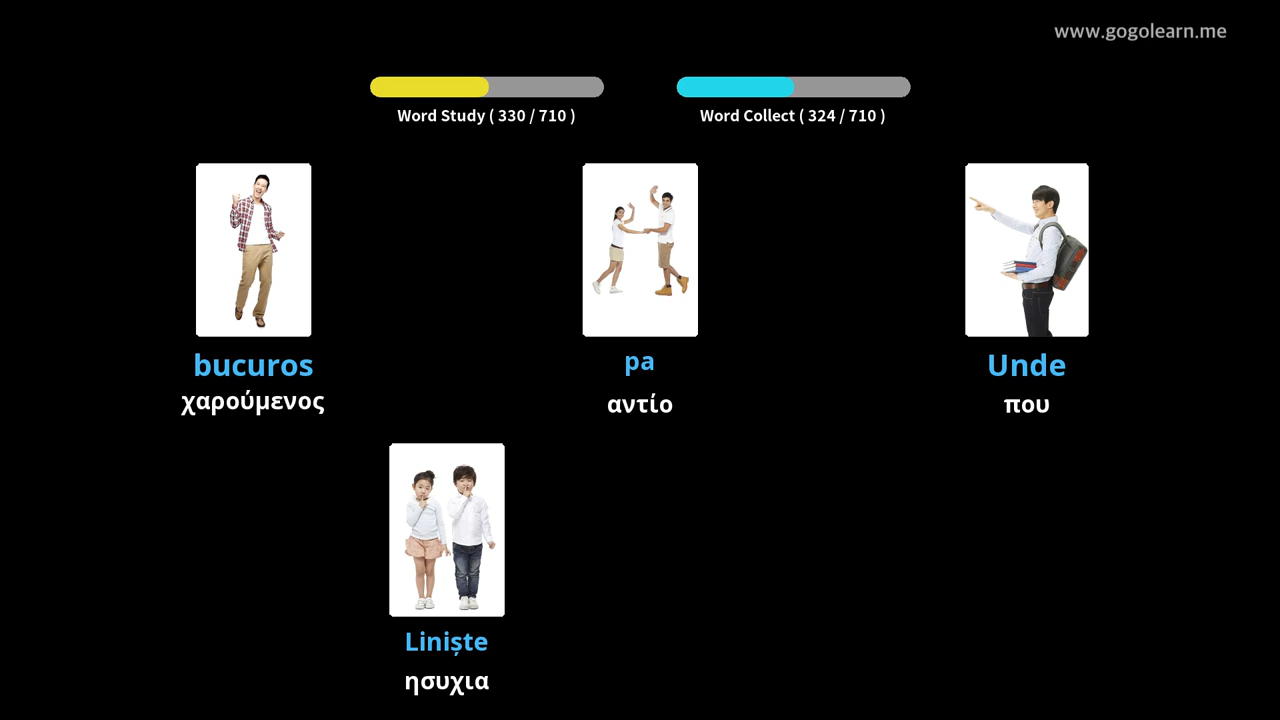 www.gogolearn.me
Word Study ( 330 / 710 )
Word Collect ( 324 / 710 )
bucuros
χαρούμενος
pa
αντίο
Unde
που
Liniște
ησυχια